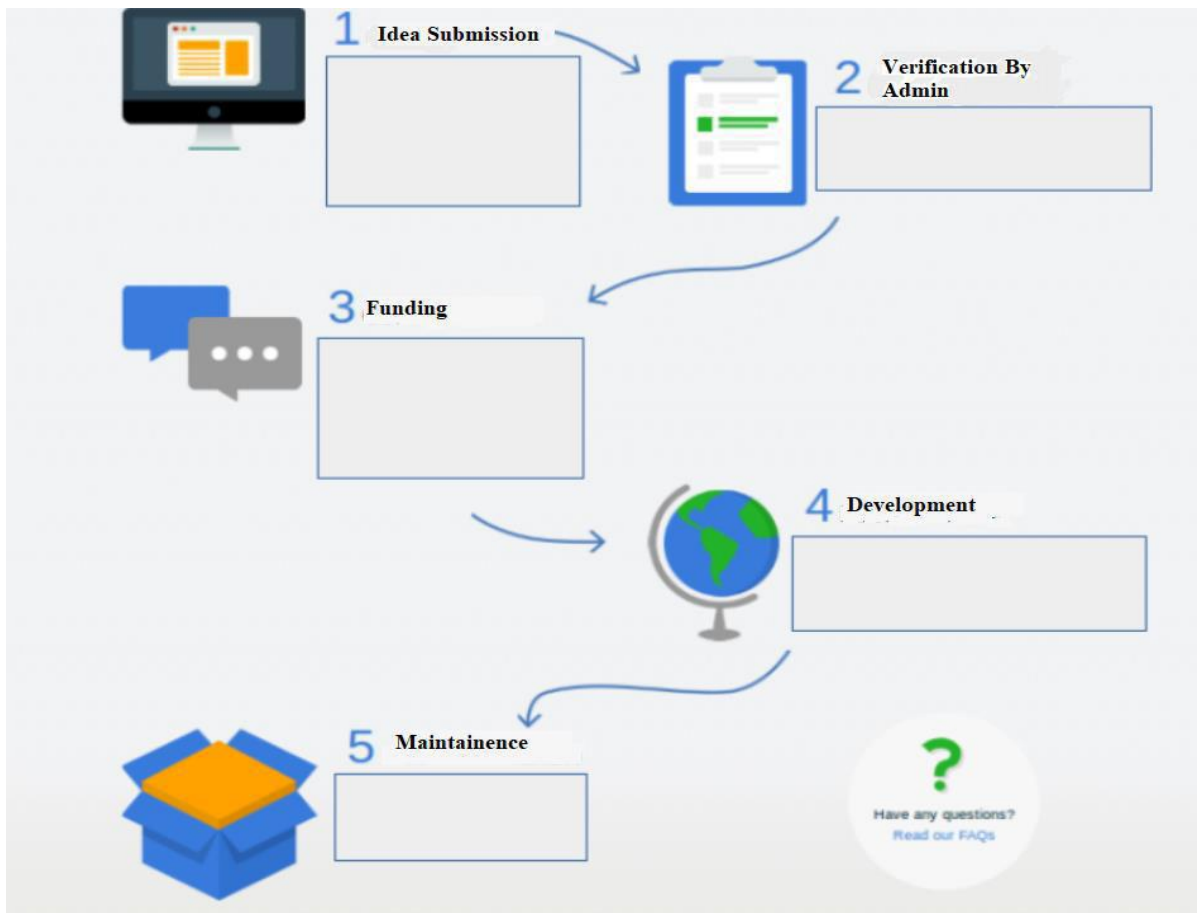 1 Idea Submission
2 Verification By
Admin
3 Funding
4 Development
5 Maintainence
Have any questions?
Read our FAQs